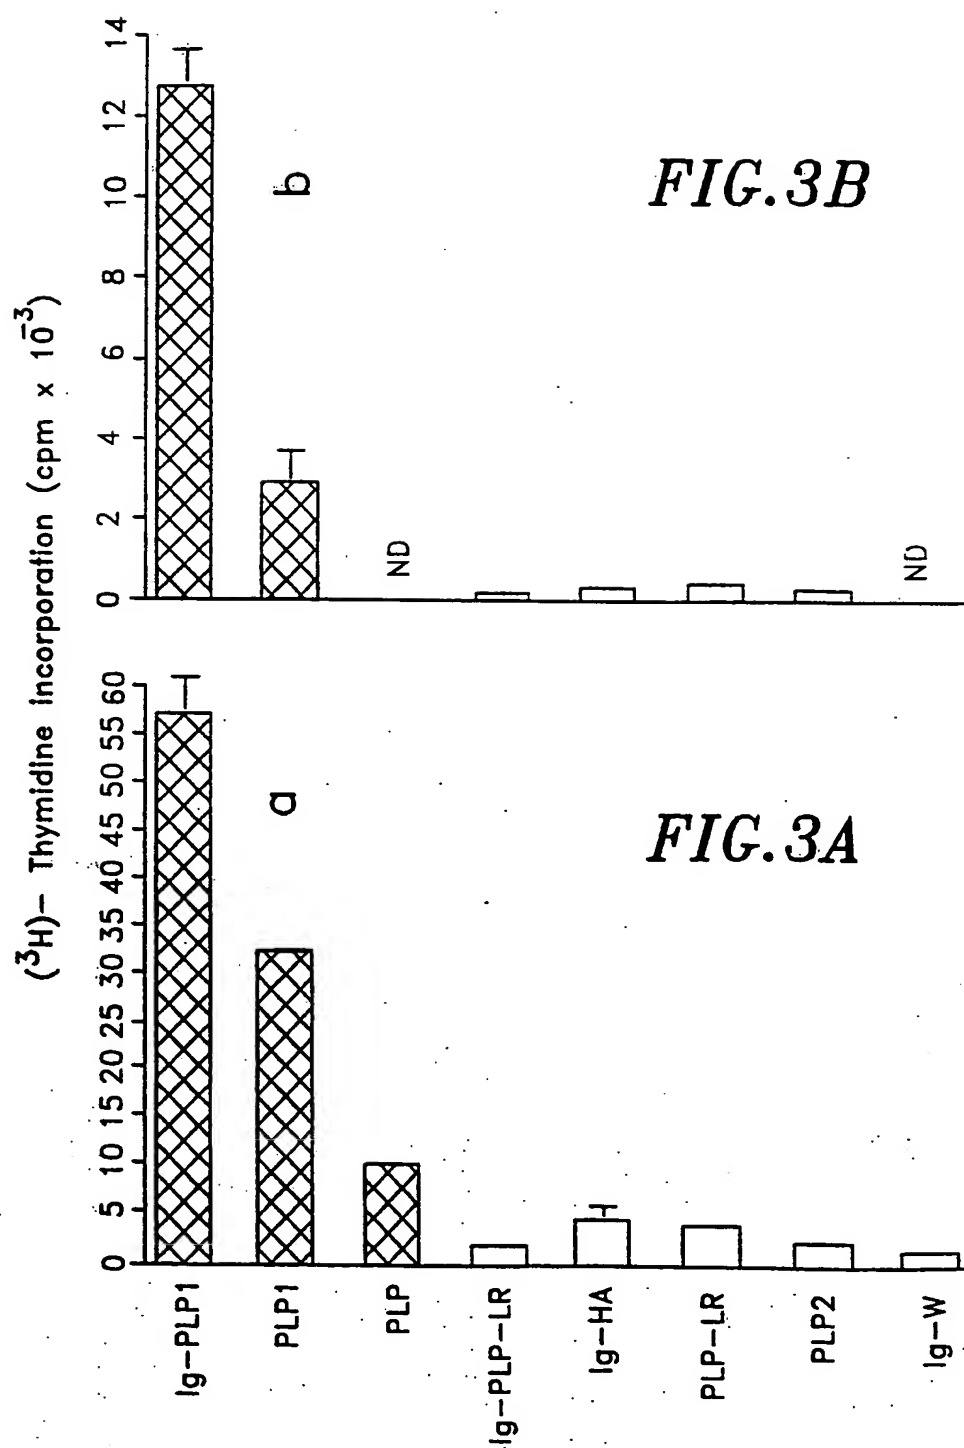 (³H)– Thymidine incorporation (cpm x 10⁻³)
0 2 4 6 8 10 12 14
b
ND
ND
FIG.3B
0 5 10 15 20 25 30 35 40 45 50 55 60
a
FIG.3A
Ig–PLP1
PLP1
PLP
Ig–PLP–LR
Ig–HA
PLP–LR
PLP2
Ig–W